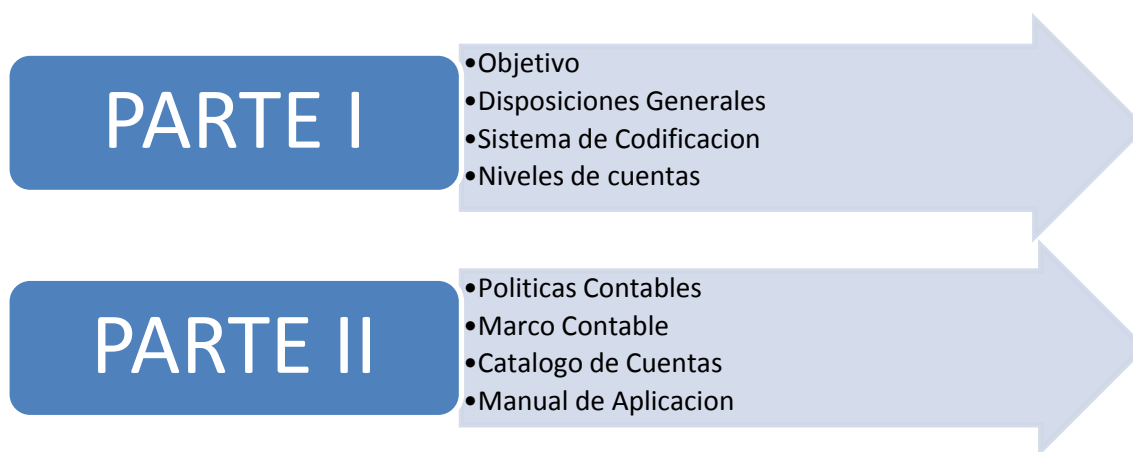 PARTE I
•Objetivo
•Disposiciones Generales
•Sistema de Codificacion
•Niveles de cuentas
PARTE II
•Politicas Contables
•Marco Contable
•Catalogo de Cuentas
•Manual de Aplicacion